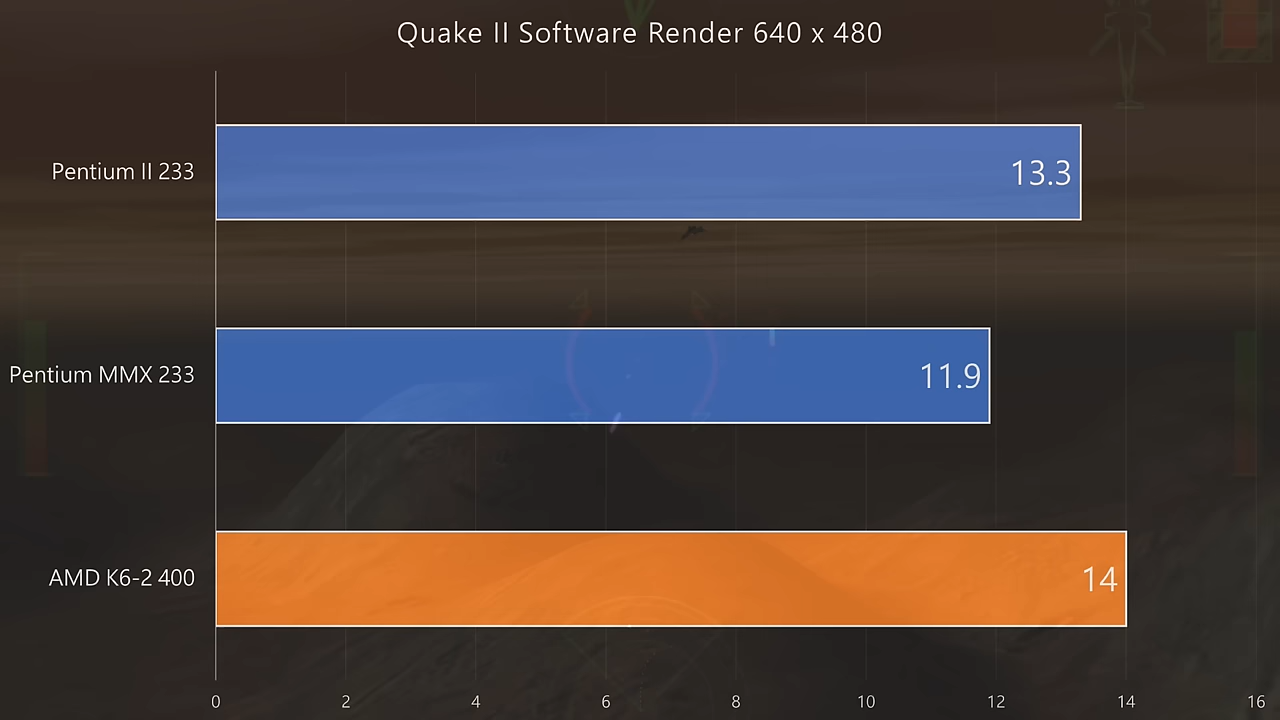 Quake II Software Render 640 x 480
Pentium II 233
13.3
Pentium MMX 233
11.9
AMD K6-2 400
14
0 2 4 6 8 10 12 14 16